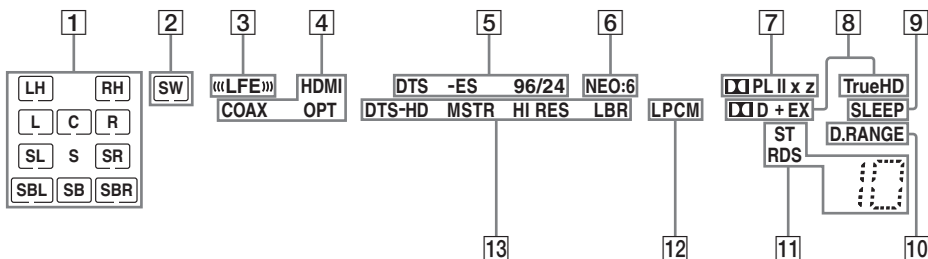 1 2 3 4 5 6 7 8 9
LH RH SW LFE HDMI DTS -ES 96/24 NEO:6 PL II x z TrueHD
L C R COAX OPT DTS-HD MSTR HI RES LBR LPCM D + EX SLEEP
SL S SR ST D.RANGE
RDS
SBL SB SBR 10
13 12 11 10